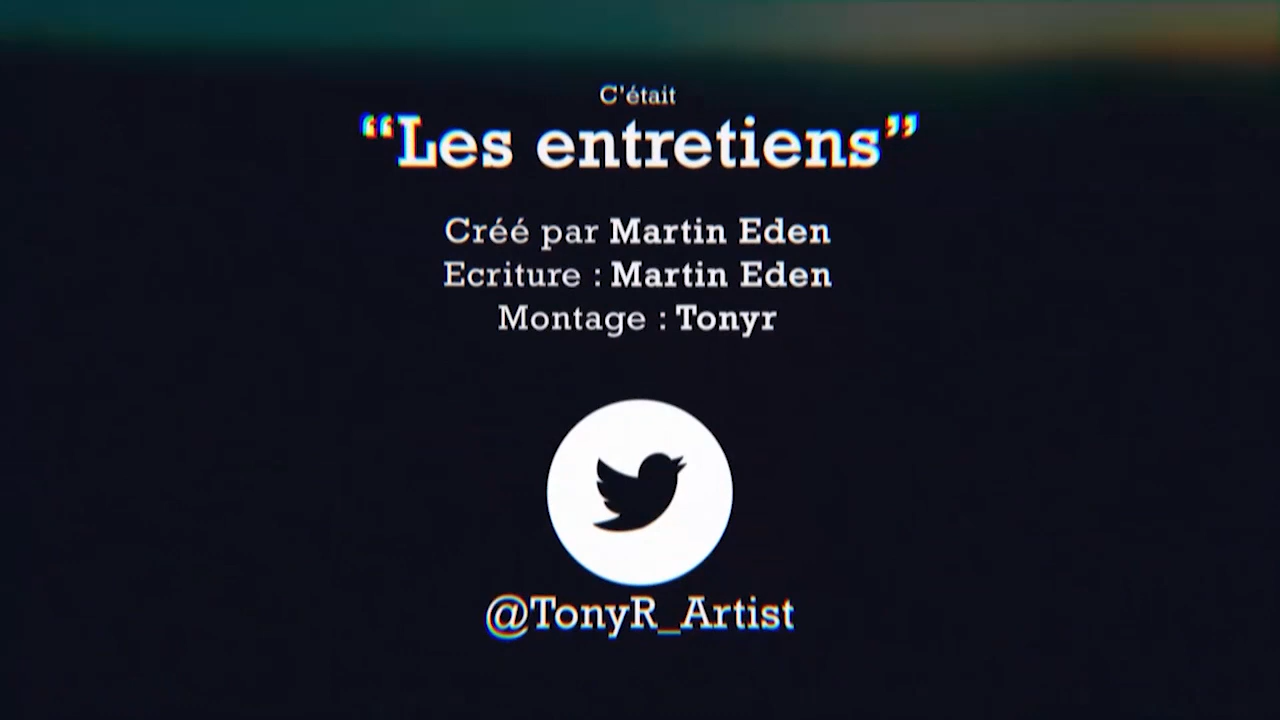 C'était
“Les entretiens”
Créé par Martin Eden
Ecriture : Martin Eden
Montage : Tonyr
@TonyR_Artist